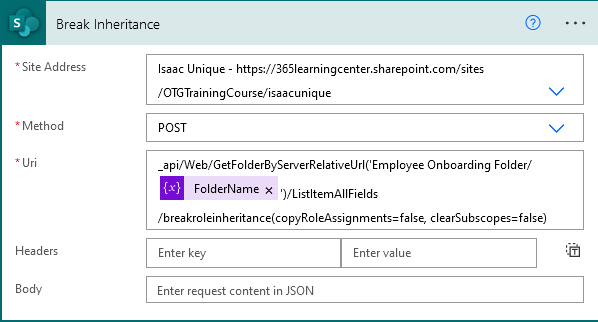 Break Inheritance
* Site Address
Isaac Unique - https://365learningcenter.sharepoint.com/sites
/OTGTrainingCourse/isaacunique
* Method
POST
* Uri
_api/Web/GetFolderByServerRelativeUrl('Employee Onboarding Folder/
{x} FolderName × ')/ListItemAllFields
/breakroleinheritance(copyRoleAssignments=false, clearSubscopes=false)
Headers
Enter key
Enter value
Body
Enter request content in JSON